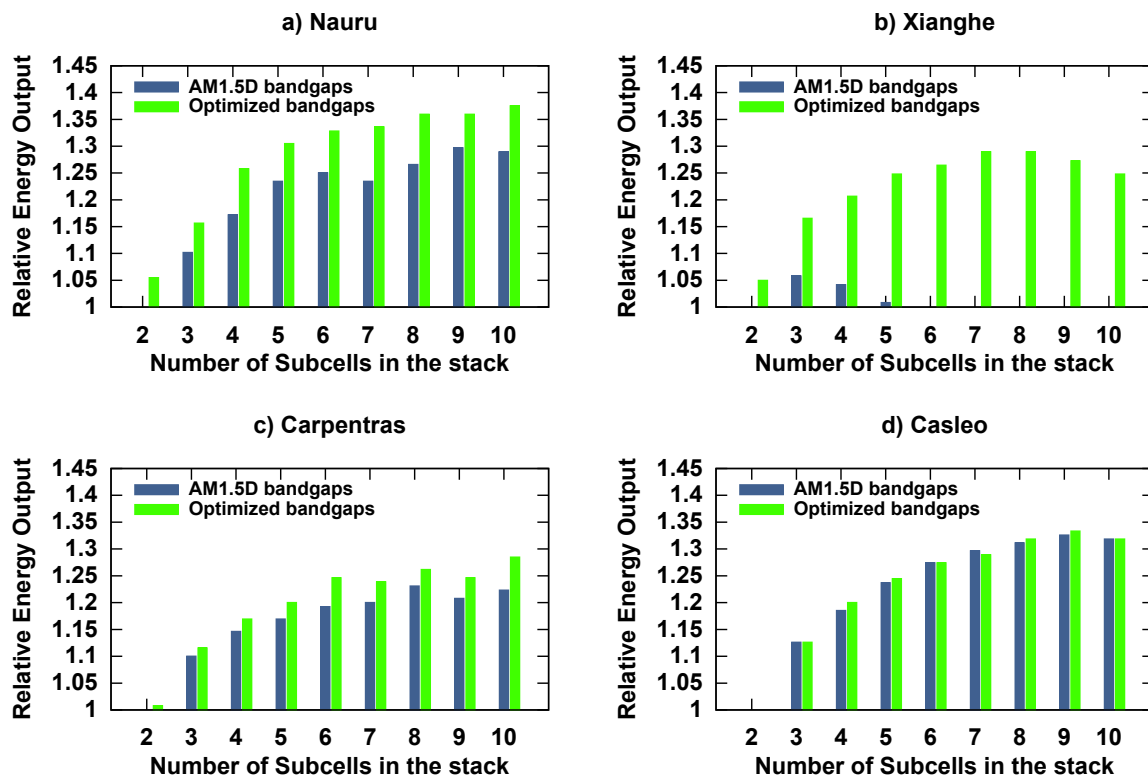 a) Nauru
Relative Energy Output
1.45
1.4
1.35
1.3
1.25
1.2
1.15
1.1
1.05
1
AM1.5D bandgaps
Optimized bandgaps
2 3 4 5 6 7 8 9 10
Number of Subcells in the stack
b) Xianghe
Relative Energy Output
1.45
1.4
1.35
1.3
1.25
1.2
1.15
1.1
1.05
1
AM1.5D bandgaps
Optimized bandgaps
2 3 4 5 6 7 8 9 10
Number of Subcells in the stack
c) Carpentras
Relative Energy Output
1.45
1.4
1.35
1.3
1.25
1.2
1.15
1.1
1.05
1
AM1.5D bandgaps
Optimized bandgaps
2 3 4 5 6 7 8 9 10
Number of Subcells in the stack
d) Casleo
Relative Energy Output
1.45
1.4
1.35
1.3
1.25
1.2
1.15
1.1
1.05
1
AM1.5D bandgaps
Optimized bandgaps
2 3 4 5 6 7 8 9 10
Number of Subcells in the stack